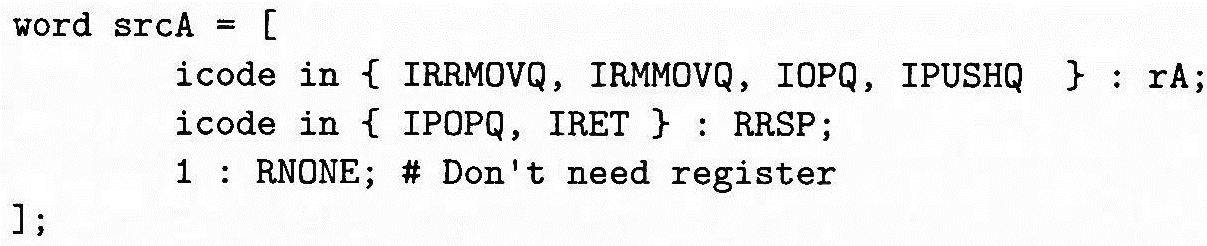 word srcA = [
        icode in { IRRMOVQ, IRMMOVQ, IOPQ, IPUSHQ  } : rA;
        icode in { IPOPQ, IRET } : RRSP;
        1 : RNONE; # Don't need register
];